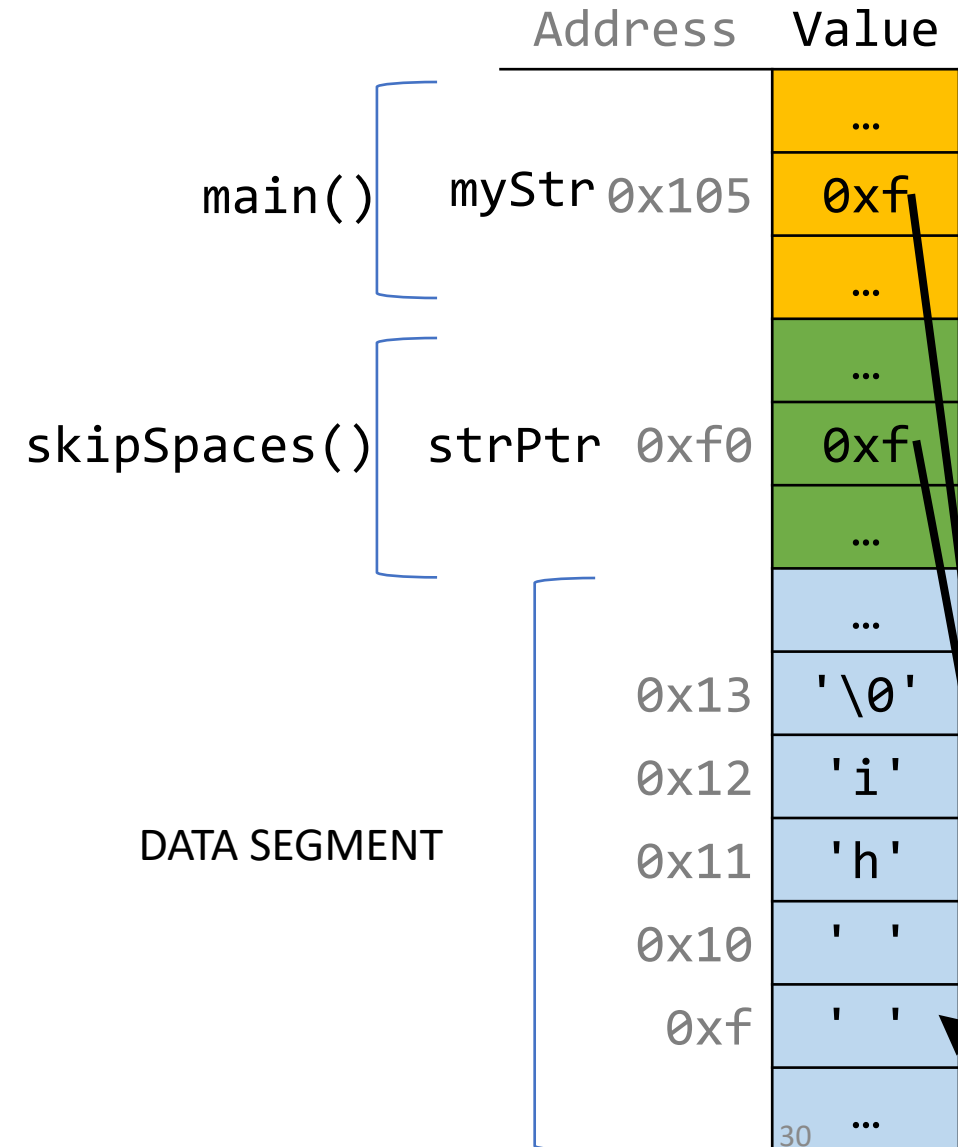 Address Value
…
main() myStr 0x105 0xf
…
…
skipSpaces() strPtr 0xf0 0xf
…
…
0x13 '\0'
0x12 'i'
DATA SEGMENT
0x11 'h'
0x10 ' '
0xf ' '
…
30